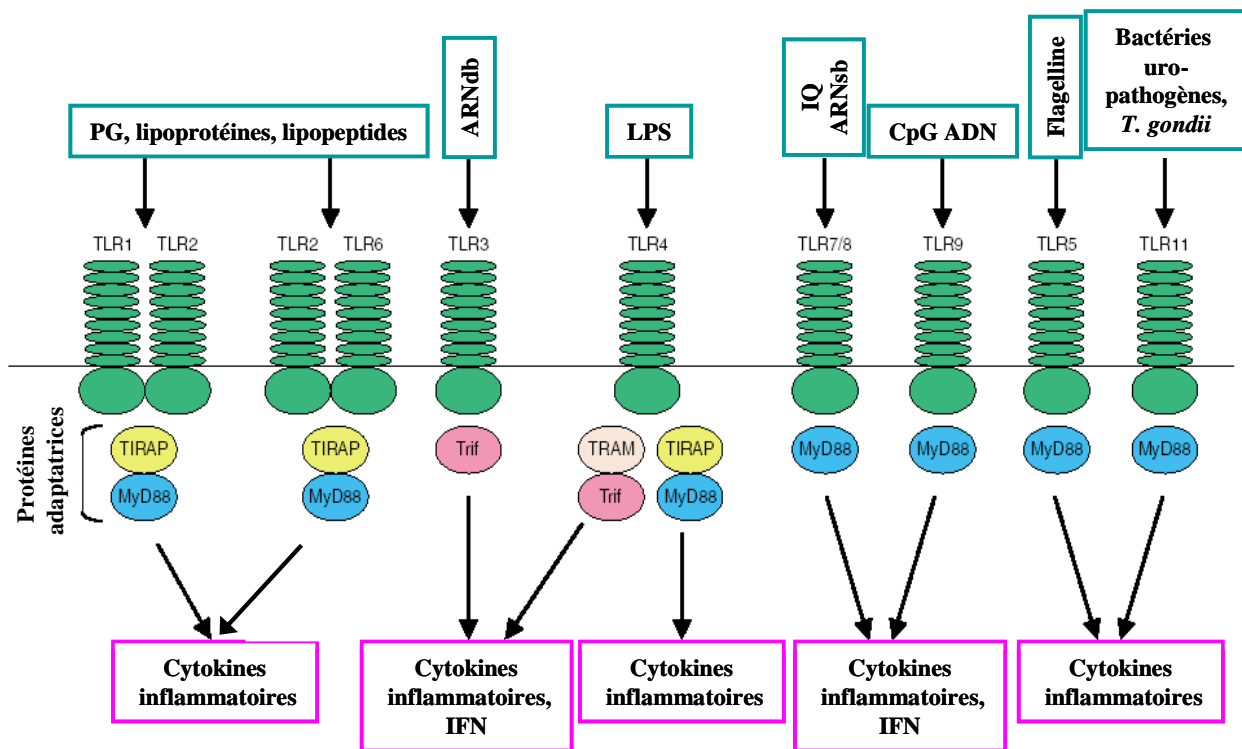 PG, lipoprotéines, lipopeptides
ARNdb
LPS
IQ
ARNsb
CpG ADN
Flagelline
Bactéries
uro-
pathogènes,
T. gondii
TLR1
TLR2
TLR2
TLR6
TLR3
TLR4
TLR7/8
TLR9
TLR5
TLR11
Protéines
adaptatrices
TIRAP
MyD88
TIRAP
MyD88
Trif
TRAM
Trif
TIRAP
MyD88
MyD88
MyD88
MyD88
MyD88
Cytokines
inflammatoires
Cytokines
inflammatoires,
IFN
Cytokines
inflammatoires
Cytokines
inflammatoires,
IFN
Cytokines
inflammatoires